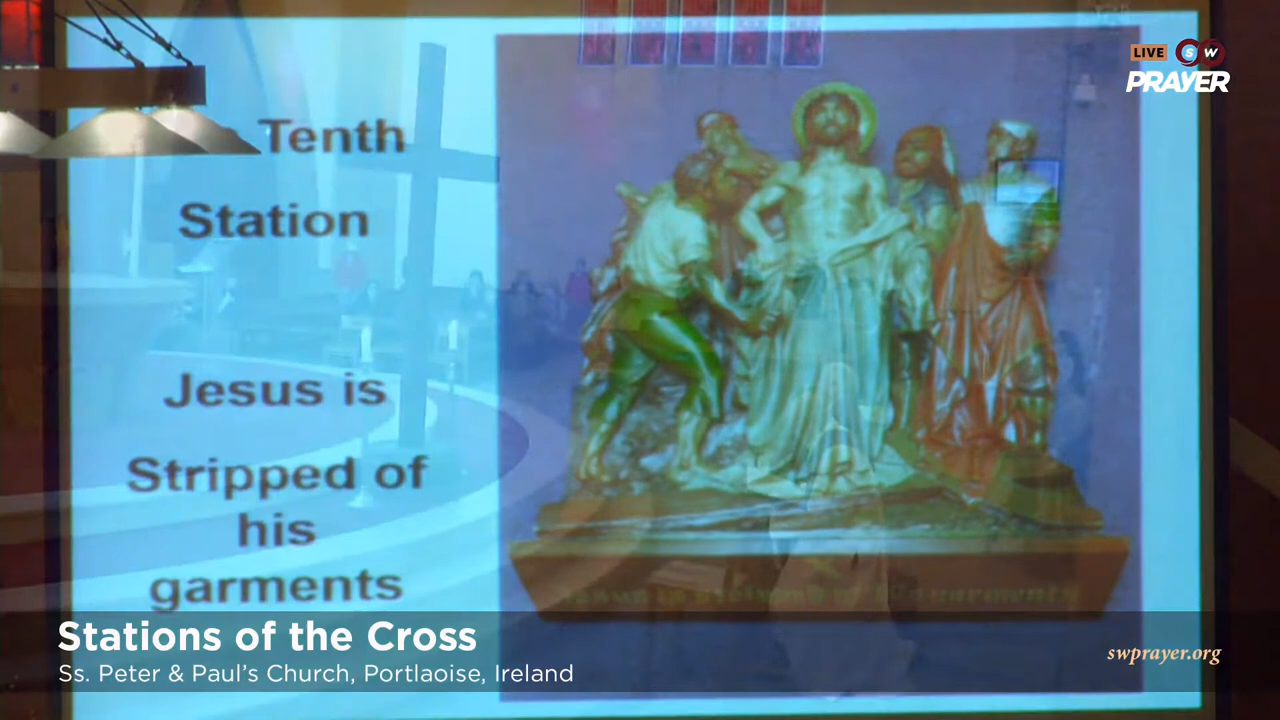 LIVE S W
PRAYER
Tenth
Station
Jesus is
Stripped of
his
garments
Stations of the Cross
Ss. Peter & Paul's Church, Portlaoise, Ireland
swprayer.org